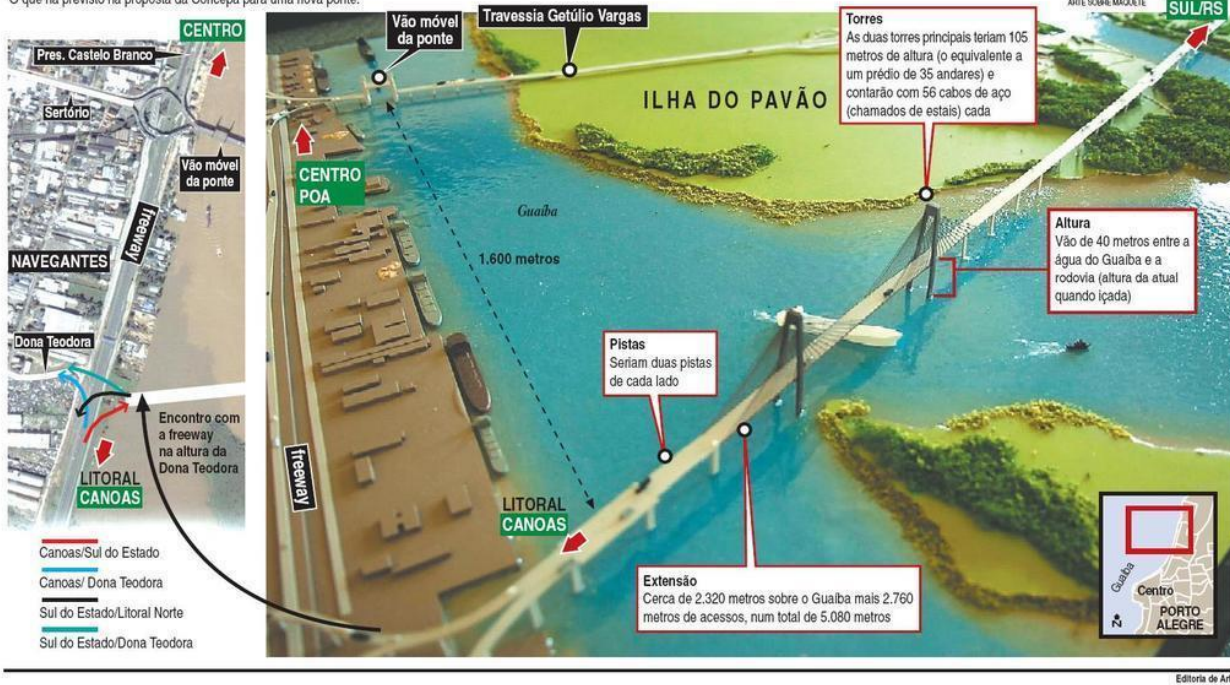 O que há previsto na proposta da Concepa para uma nova ponte.
CENTRO
Pres. Castelo Branco
Sertório
Vão móvel
da ponte
freeway
NAVEGANTES
Dona Teodora
Encontro com
a freeway
na altura da
Dona Teodora
LITORAL
CANOAS
Canoas/Sul do Estado
Canoas/ Dona Teodora
Sul do Estado/Litoral Norte
Sul do Estado/Dona Teodora
Vão móvel
da ponte
Travessia Getúlio Vargas
ARTE SOBRE MAQUETE
SUL/RS
Torres
As duas torres principais teriam 105
metros de altura (o equivalente a
um prédio de 35 andares) e
contarão com 56 cabos de aço
(chamados de estais) cada
ILHA DO PAVÃO
CENTRO
POA
Guaíba
1.600 metros
Altura
Vão de 40 metros entre a
água do Guaíba e a
rodovia (altura da atual
quando içada)
Pistas
Seriam duas pistas
de cada lado
freeway
LITORAL
CANOAS
Extensão
Cerca de 2.320 metros sobre o Guaíba mais 2.760
metros de acessos, num total de 5.080 metros
Guaíba
Centro
PORTO
ALEGRE
N
Editoria de